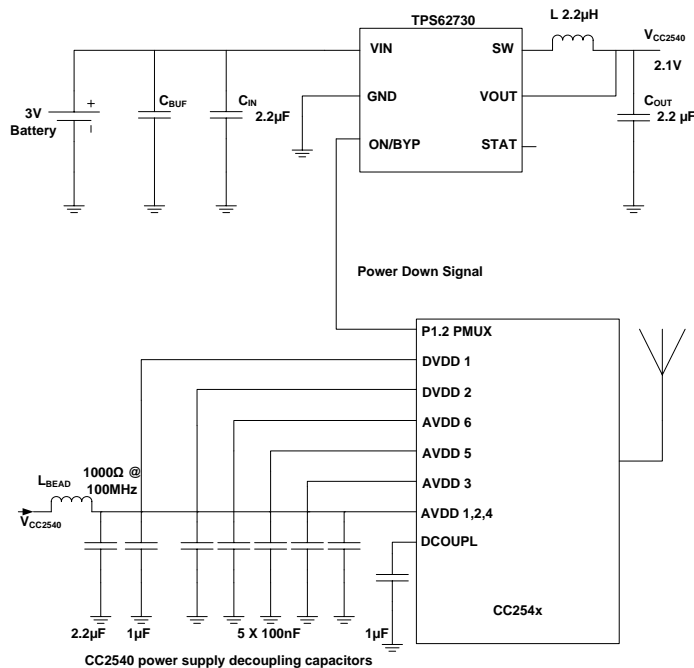 TPS62730
L 2.2µH
VIN
SW
VCC2540
2.1V
3V
Battery
+
CBUF
CIN
2.2µF
GND
VOUT
COUT
2.2 µF
ON/BYP
STAT
Power Down Signal
P1.2 PMUX
DVDD 1
DVDD 2
AVDD 6
AVDD 5
AVDD 3
AVDD 1,2,4
DCOUPL
CC254x
LBEAD
1000Ω @
100MHz
VCC2540
2.2µF
1µF
5 X 100nF
1µF
CC2540 power supply decoupling capacitors